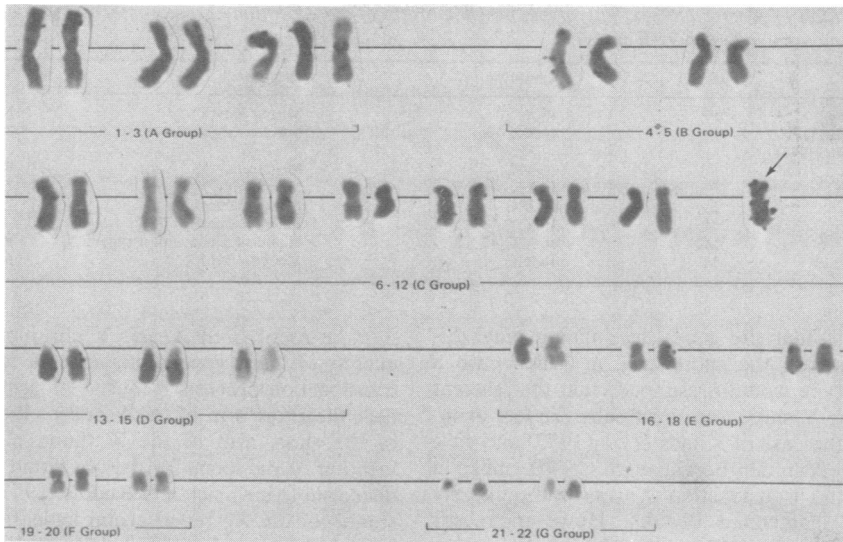 1 - 3 (A Group)
4 - 5 (B Group)
6 - 12 (C Group)
13 - 15 (D Group)
16 - 18 (E Group)
19 - 20 (F Group)
21 - 22 (G Group)